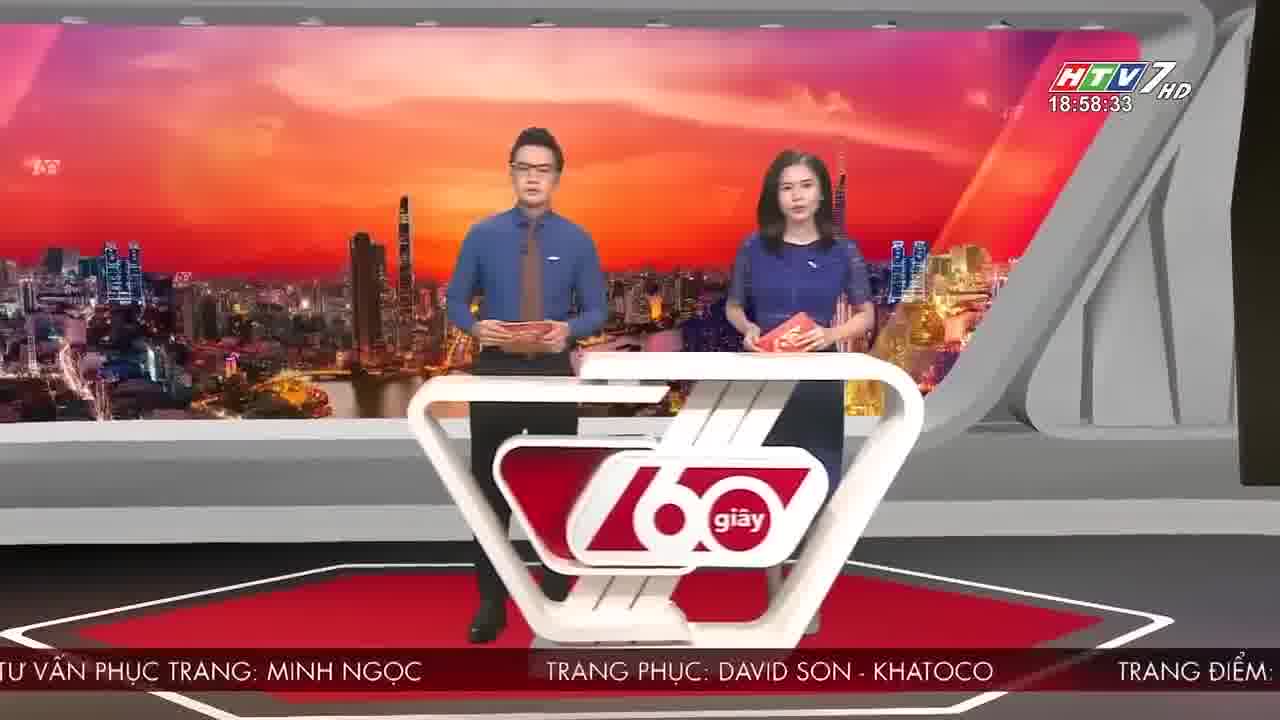 HTV7 HD
18:58:33
60
giây
TƯ VẤN PHỤC TRANG: MINH NGỌC TRANG PHỤC: DAVID SON - KHATOCO TRANG ĐIỂM: